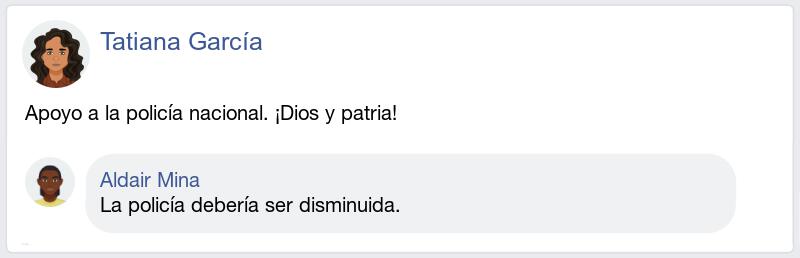 Tatiana García
Apoyo a la policía nacional. ¡Dios y patria!
Aldair Mina
La policía debería ser disminuida.